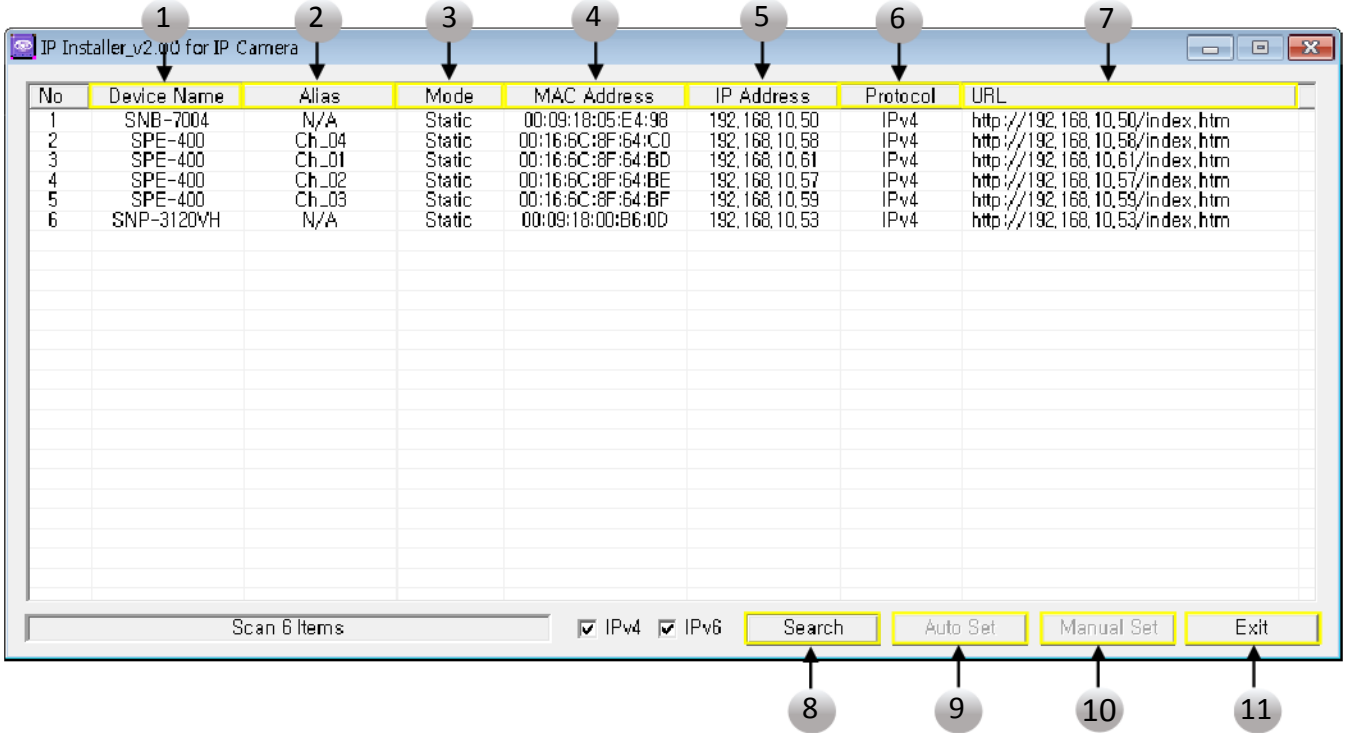 1 2 3 4 5 6 7
IP Installer_v2.00 for IP Camera
No Device Name Alias Mode MAC Address IP Address Protocol URL
1 SNB-7004 N/A Static 00:09:18:05:E4:98 192.168.10.50 IPv4 http://192.168.10.50/index.htm
2 SPE-400 Ch_04 Static 00:16:6C:8F:64:C0 192.168.10.58 IPv4 http://192.168.10.58/index.htm
3 SPE-400 Ch_01 Static 00:16:6C:8F:64:BD 192.168.10.61 IPv4 http://192.168.10.61/index.htm
4 SPE-400 Ch_02 Static 00:16:6C:8F:64:BE 192.168.10.57 IPv4 http://192.168.10.57/index.htm
5 SPE-400 Ch_03 Static 00:16:6C:8F:64:BF 192.168.10.59 IPv4 http://192.168.10.59/index.htm
6 SNP-3120VH N/A Static 00:09:18:00:B6:0D 192.168.10.53 IPv4 http://192.168.10.53/index.htm
Scan 6 Items IPv4 IPv6 Search Auto Set Manual Set Exit
8 9 10 11